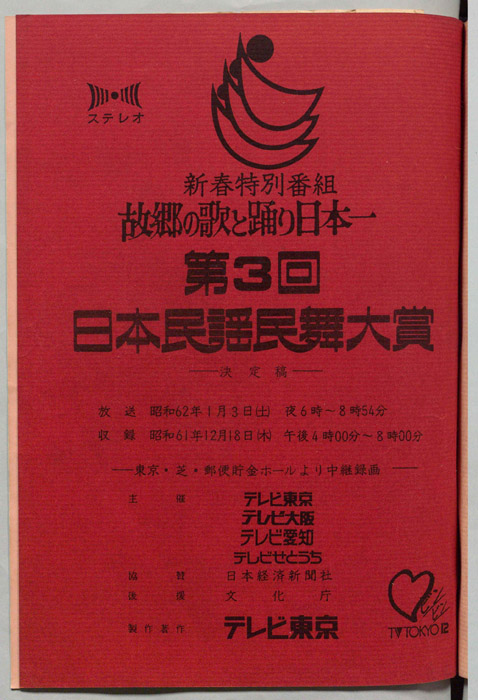 ステレオ
新春特別番組
故郷の歌と踊り日本一
第3回
日本民謡民舞大賞
―決定稿―
放送 昭和62年1月3日(土) 夜6時～8時54分
収録 昭和61年12月18日(木) 午後4時00分～8時00分
―東京・芝・郵便貯金ホールより中継録画―
主催 テレビ東京
テレビ大阪
テレビ愛知
テレビせとうち
協賛 日本経済新聞社
後援 文化庁
製作著作 テレビ東京
TV TOKYO 12